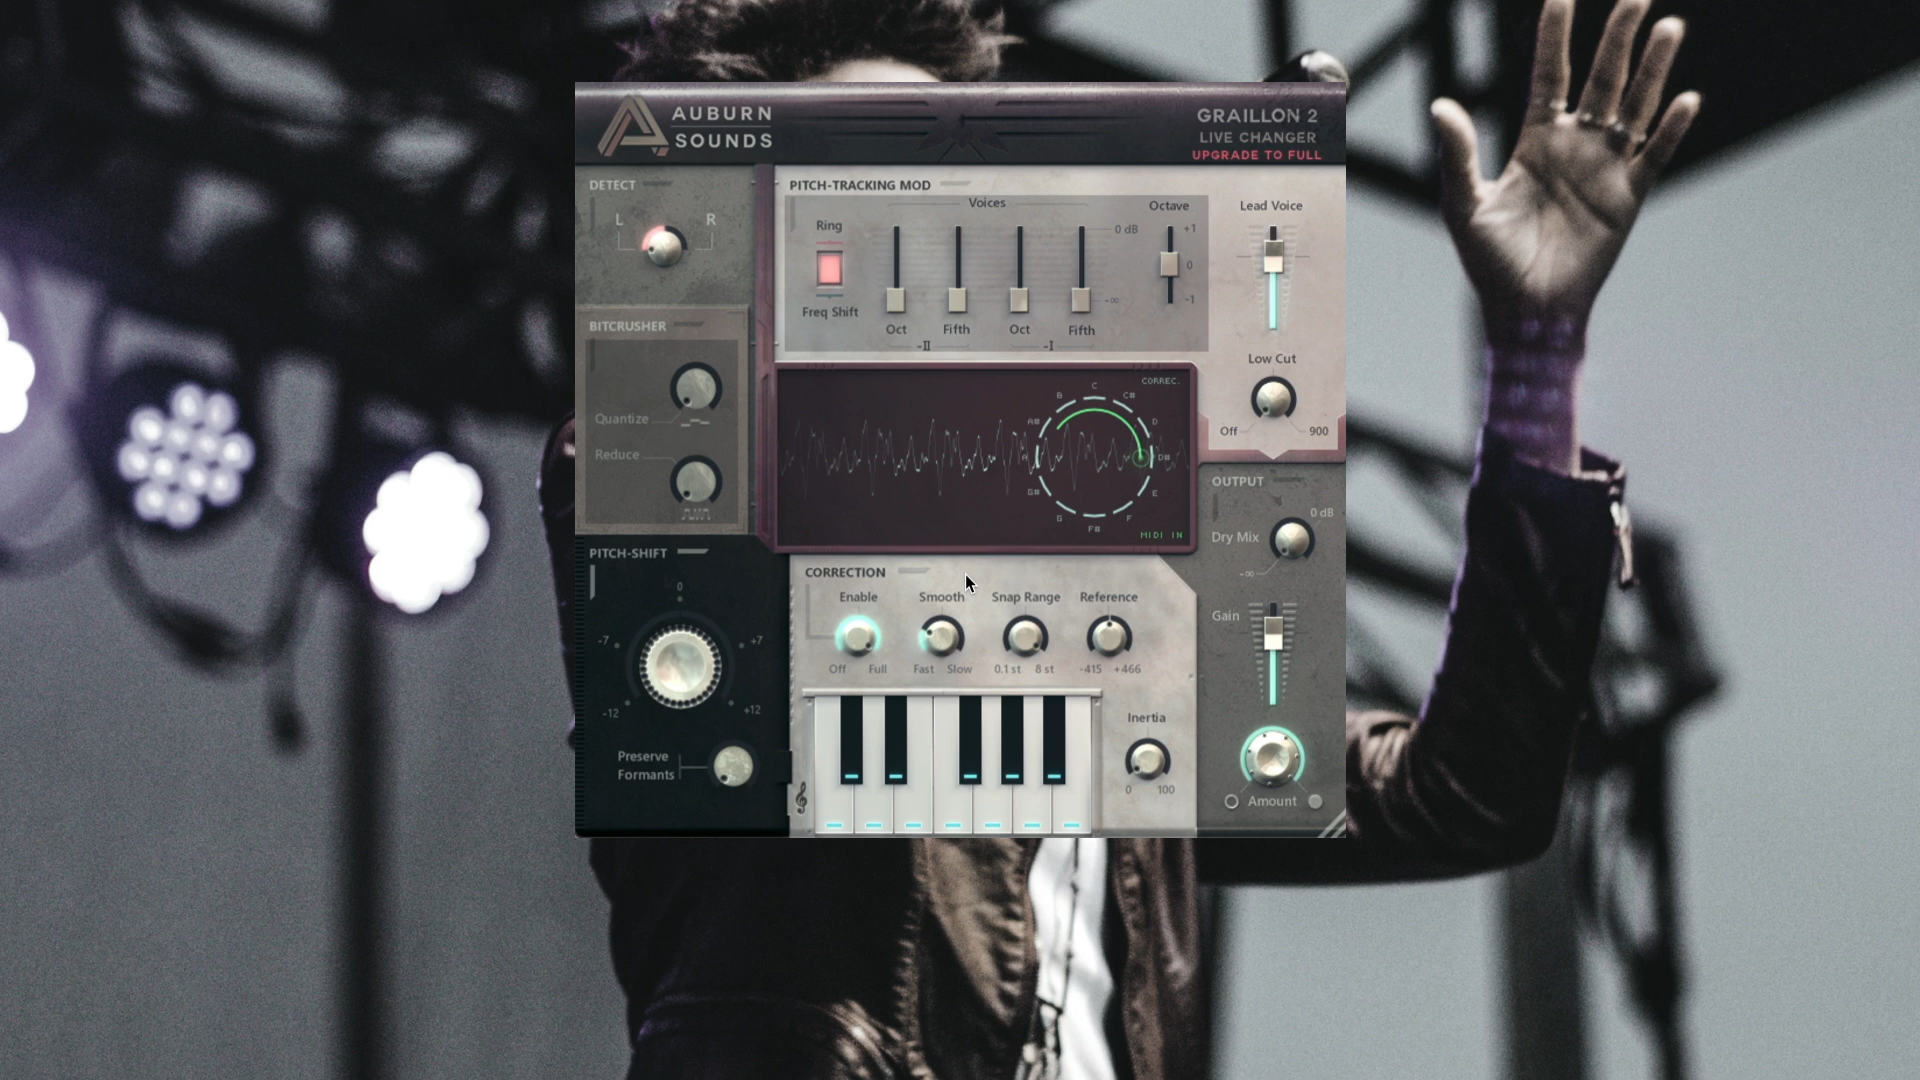 AUBURN
SOUNDS
GRAILLON 2
LIVE CHANGER
UPGRADE TO FULL
DETECT
L R
PITCH-TRACKING MOD
Voices
Ring
Freq Shift
0 dB
-∞
Oct Fifth Oct Fifth
-II -I
Octave
+1
0
-1
Lead Voice
Low Cut
Off 900
BITCRUSHER
Quantize
Reduce
CORREC.
C
C#
D
D#
E
F
F#
G
G#
A
A#
B
MIDI IN
OUTPUT
0 dB
Dry Mix
-∞
Gain
Amount
PITCH-SHIFT
0
-7 +7
-12 +12
Preserve
Formants
CORRECTION
Enable Smooth Snap Range Reference
Off Full Fast Slow 0.1 st 8 st -415 +466
Inertia
0 100